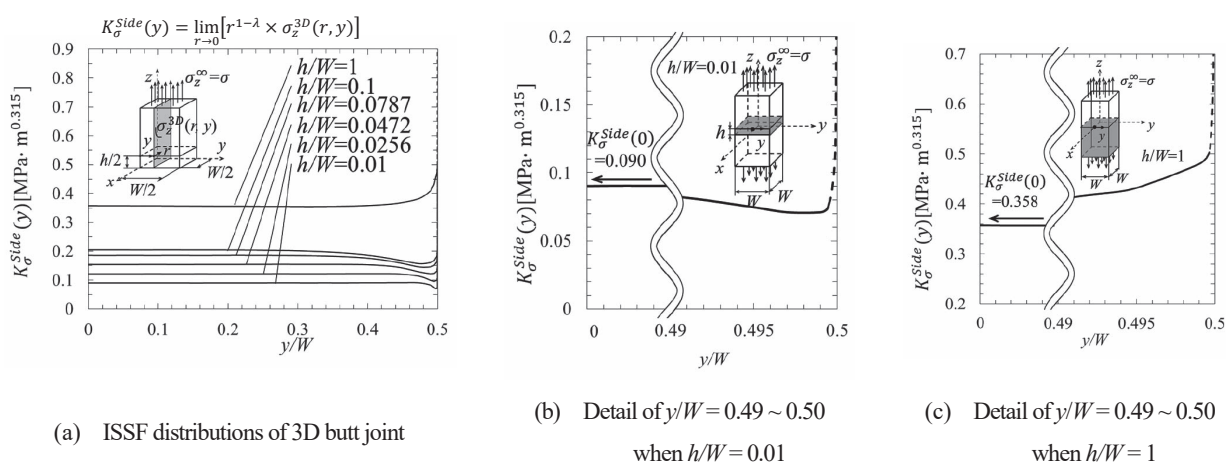 K_σ^Side(y) = lim_{r→0}[r^{1−λ} × σ_z^{3D}(r, y)]
K_σ^Side(y)[MPa· m^0.315]
0.9
0.8
0.7
0.6
0.5
0.4
0.3
0.2
0.1
0
z
σ_z^∞=σ
σ_z^{3D}(r, y)
y
r
y
h/2
x
W/2
W/2
h/W=1
h/W=0.1
h/W=0.0787
h/W=0.0472
h/W=0.0256
h/W=0.01
0 0.1 0.2 0.3 0.4 0.5
y/W
(a) ISSF distributions of 3D butt joint
K_σ^Side(y)[MPa· m^0.315]
0.20
0.15
0.10
0.05
0
h/W=0.01
z
σ_z^∞=σ
h
y
y
x
W
W
K_σ^Side(0)
=0.090
0 0.49 0.495 0.5
y/W
(b) Detail of y/W = 0.49 ~ 0.50
when h/W = 0.01
K_σ^Side(y)[MPa· m^0.315]
0.7
0.6
0.5
0.4
0.3
0.2
z
σ_z^∞=σ
y
y
x
h/W=1
W
W
K_σ^Side(0)
=0.358
0 0.49 0.495 0.5
y/W
(c) Detail of y/W = 0.49 ~ 0.50
when h/W = 1